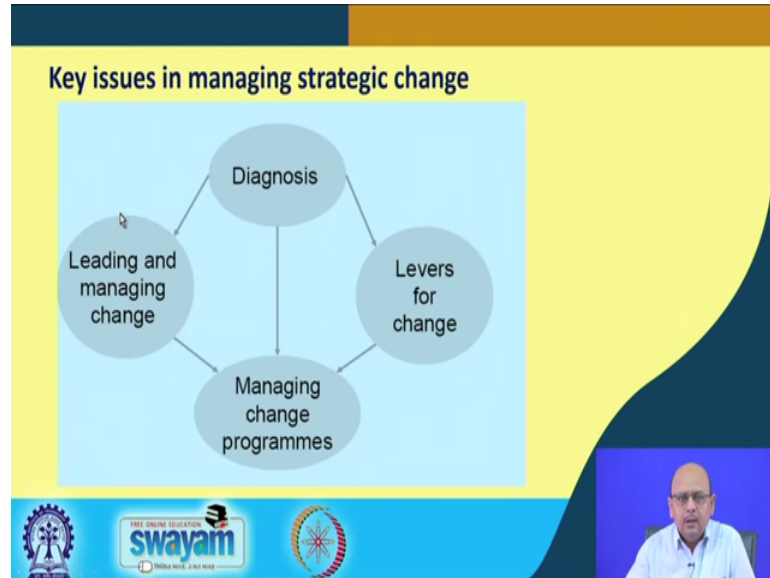 Key issues in managing strategic change
Diagnosis
Leading and
managing
change
Levers
for
change
Managing
change
programmes
FREE ONLINE EDUCATION
swayam